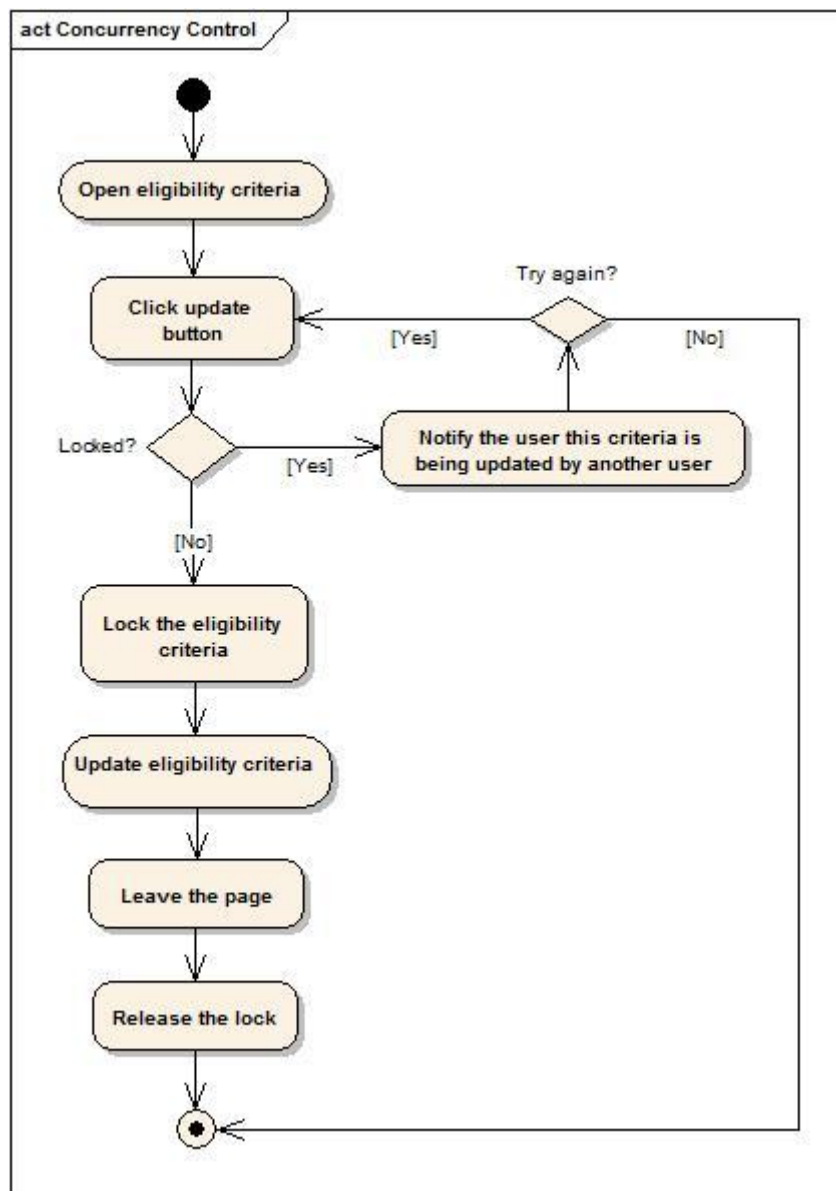 act Concurrency Control
Open eligibility criteria
Try again?
Click update
button
[Yes]
[No]
Locked?
[Yes]
Notify the user this criteria is
being updated by another user
[No]
Lock the eligibility
criteria
Update eligibility criteria
Leave the page
Release the lock